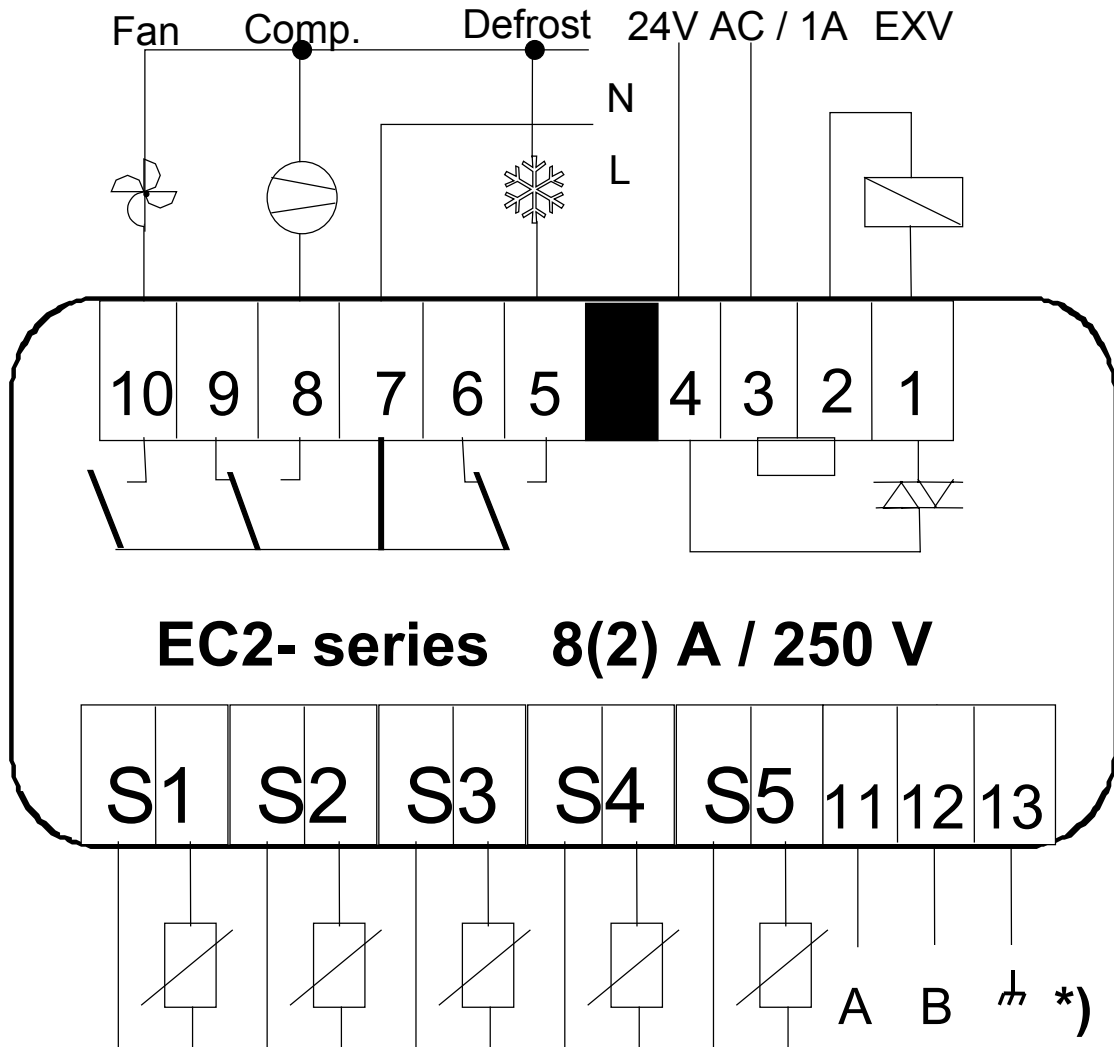 Fan Comp. Defrost 24V AC / 1A EXV
N
L
10 9 8 7 6 5 4 3 2 1
EC2- series 8(2) A / 250 V
S1 S2 S3 S4 S5 11 12 13
A B *)